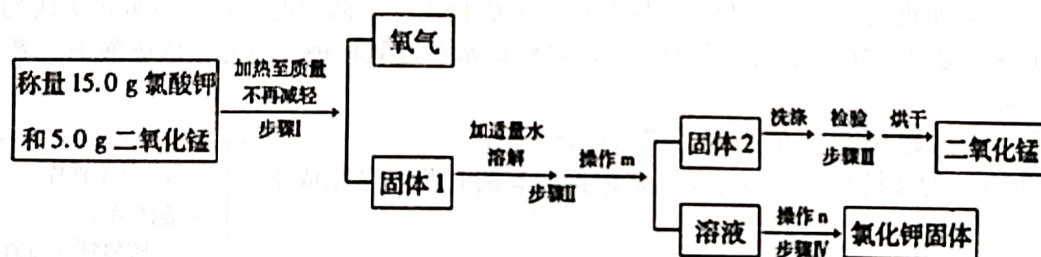 氧气
称量 15.0 g 氯酸钾
和 5.0 g 二氧化锰
加热至质量
不再减轻
步骤Ⅰ
固体 1
加适量水
溶解
操作 m
步骤Ⅱ
固体 2
洗涤
检验
烘干
步骤Ⅲ
二氧化锰
溶液
操作 n
步骤Ⅳ
氯化钾固体